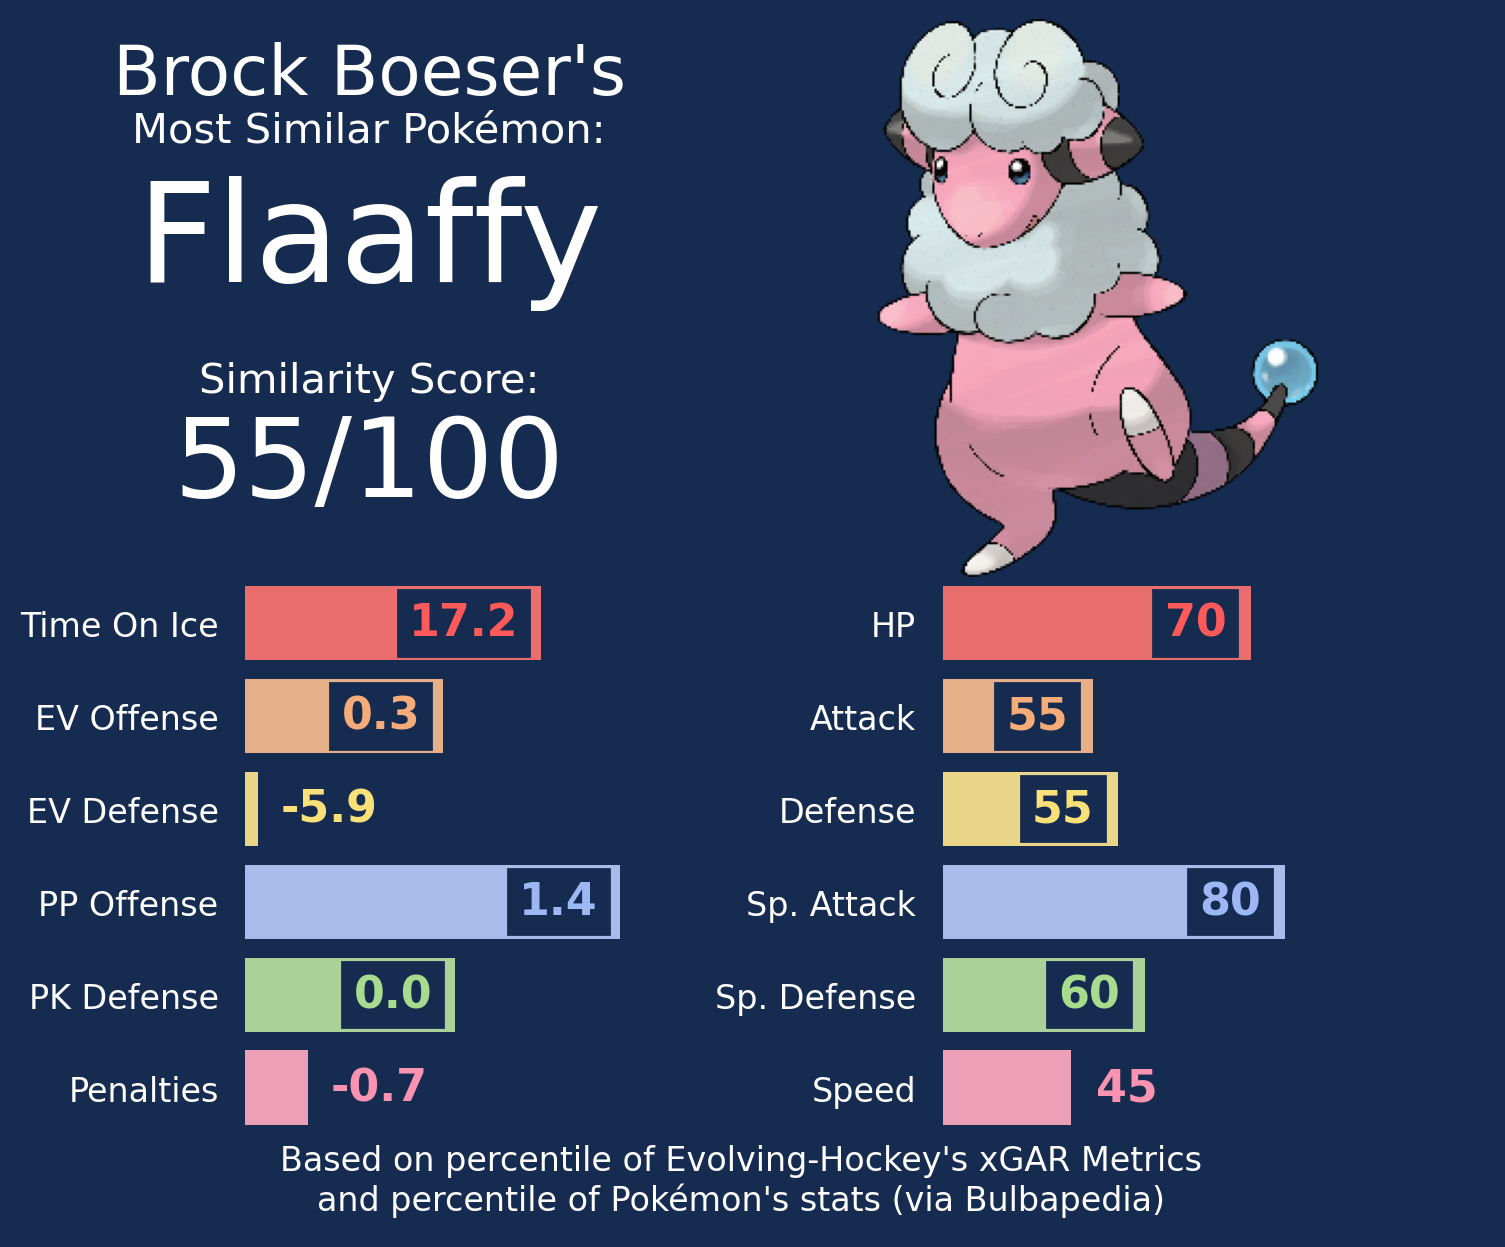 Brock Boeser's
Most Similar Pokémon:
Flaaffy
Similarity Score:
55/100
Time On Ice 17.2
EV Offense 0.3
EV Defense -5.9
PP Offense 1.4
PK Defense 0.0
Penalties -0.7
HP 70
Attack 55
Defense 55
Sp. Attack 80
Sp. Defense 60
Speed 45
Based on percentile of Evolving-Hockey's xGAR Metrics
and percentile of Pokémon's stats (via Bulbapedia)